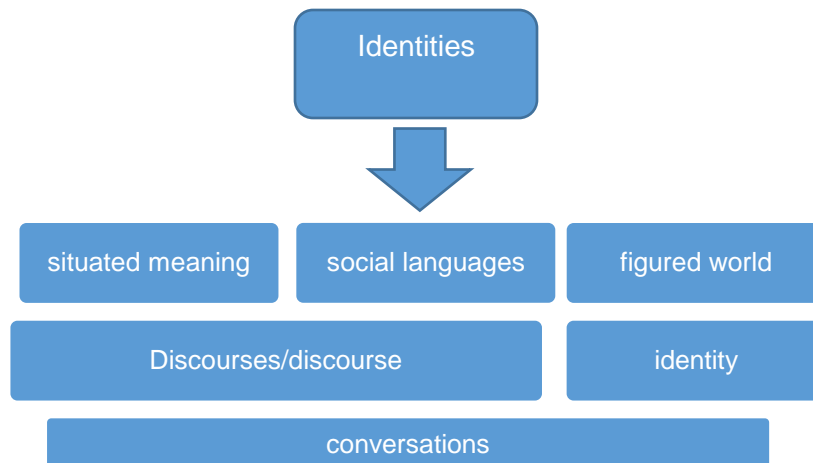 Identities
situated meaning
social languages
figured world
Discourses/discourse
identity
conversations